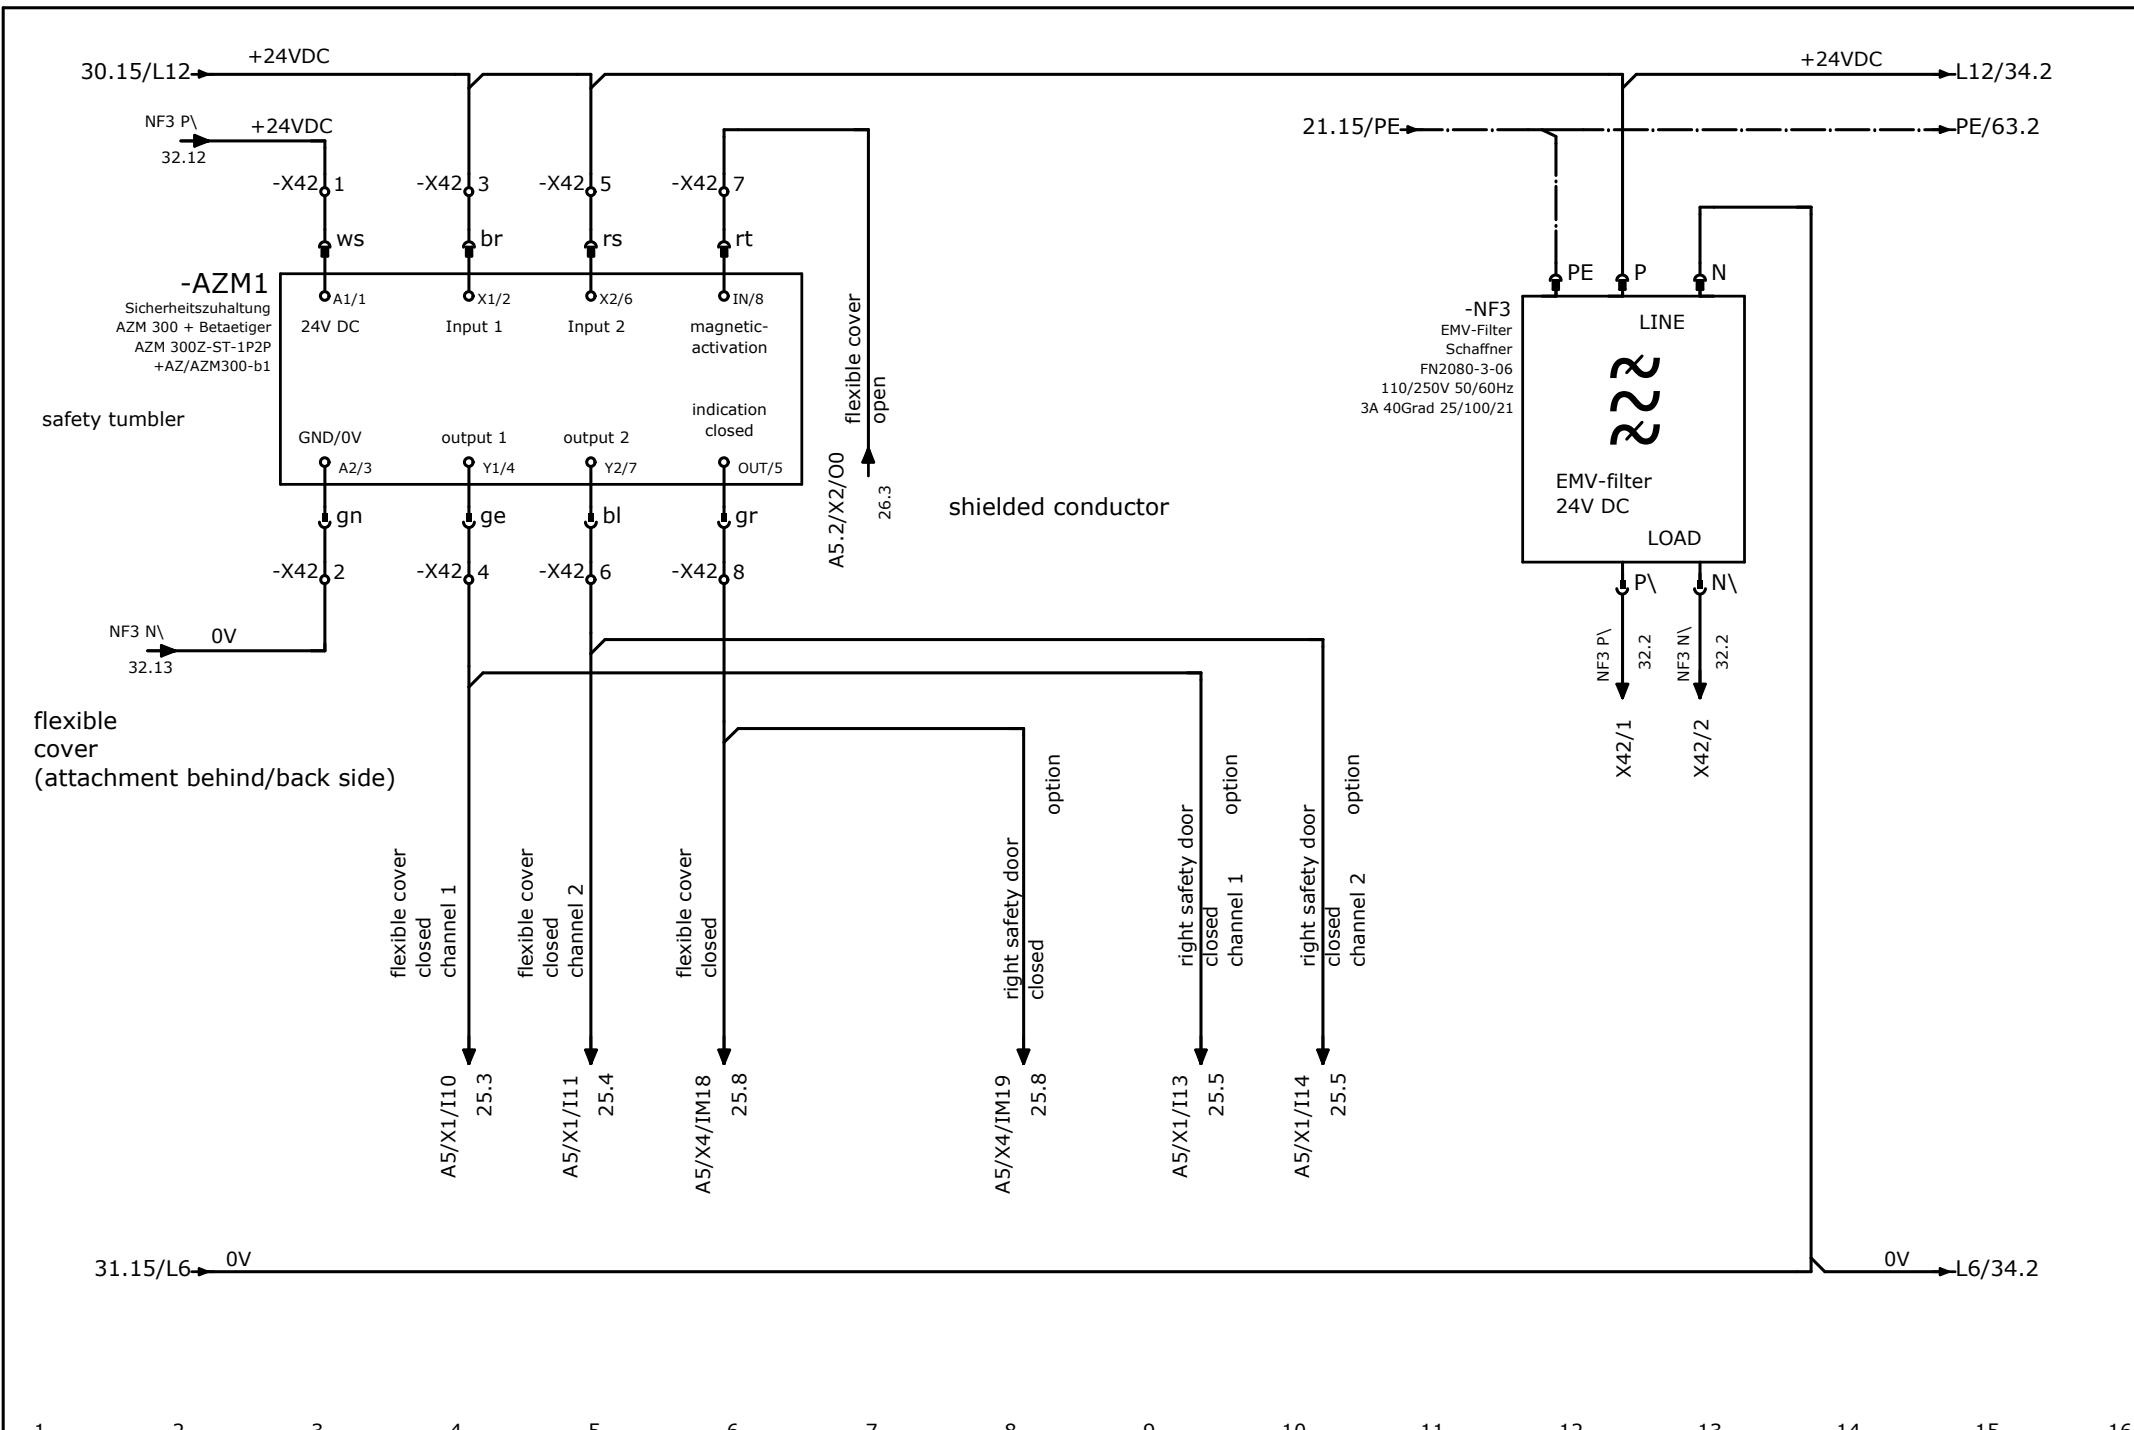 30.15/L12
+24VDC
+24VDC
L12/34.2
NF3 P\
+24VDC
32.12
21.15/PE
PE/63.2
-X42 1
-X42 3
-X42 5
-X42 7
ws
br
rs
rt
PE
P
N
-AZM1
Sicherheitszuhaltung
AZM 300 + Betaetiger
AZM 300Z-ST-1P2P
+AZ/AZM300-b1
safety tumbler
A1/1
X1/2
X2/6
IN/8
24V DC
Input 1
Input 2
magnetic-
activation
indication
closed
GND/0V
output 1
output 2
A2/3
Y1/4
Y2/7
OUT/5
flexible cover
open
A5.2/X2/O0
26.3
shielded conductor
-NF3
EMV-Filter
Schaffner
FN2080-3-06
110/250V 50/60Hz
3A 40Grad 25/100/21
LINE
EMV-filter
24V DC
LOAD
gn
ge
bl
gr
-X42 2
-X42 4
-X42 6
-X42 8
P\
N\
NF3 P\
32.2
NF3 N\
32.2
X42/1
X42/2
NF3 N\
0V
32.13
flexible
cover
(attachment behind/back side)
flexible cover
closed
channel 1
flexible cover
closed
channel 2
flexible cover
closed
right safety door
closed
option
right safety door
closed
channel 1
option
right safety door
closed
channel 2
option
A5/X1/I10
25.3
A5/X1/I11
25.4
A5/X4/IM18
25.8
A5/X4/IM19
25.8
A5/X1/I13
25.5
A5/X1/I14
25.5
31.15/L6
0V
0V
L6/34.2
1 2 3 4 5 6 7 8 9 10 11 12 13 14 15 16